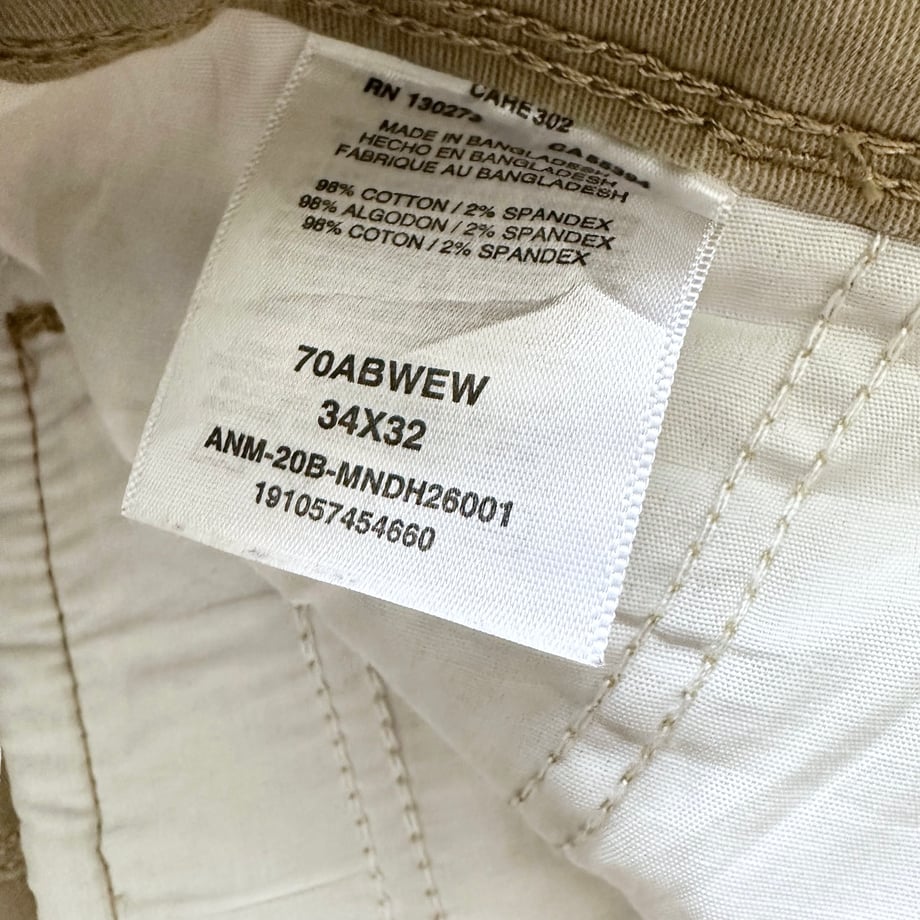 CAHE302
RN 13027
MADE IN BANGLADESH
HECHO EN BANGLADESH
FABRIQUE AU BANGLADESH
98% COTTON / 2% SPANDEX
98% ALGODON / 2% SPANDEX
98% COTON / 2% SPANDEX
70ABWEW
34X32
ANM-20B-MNDH26001
191057454660